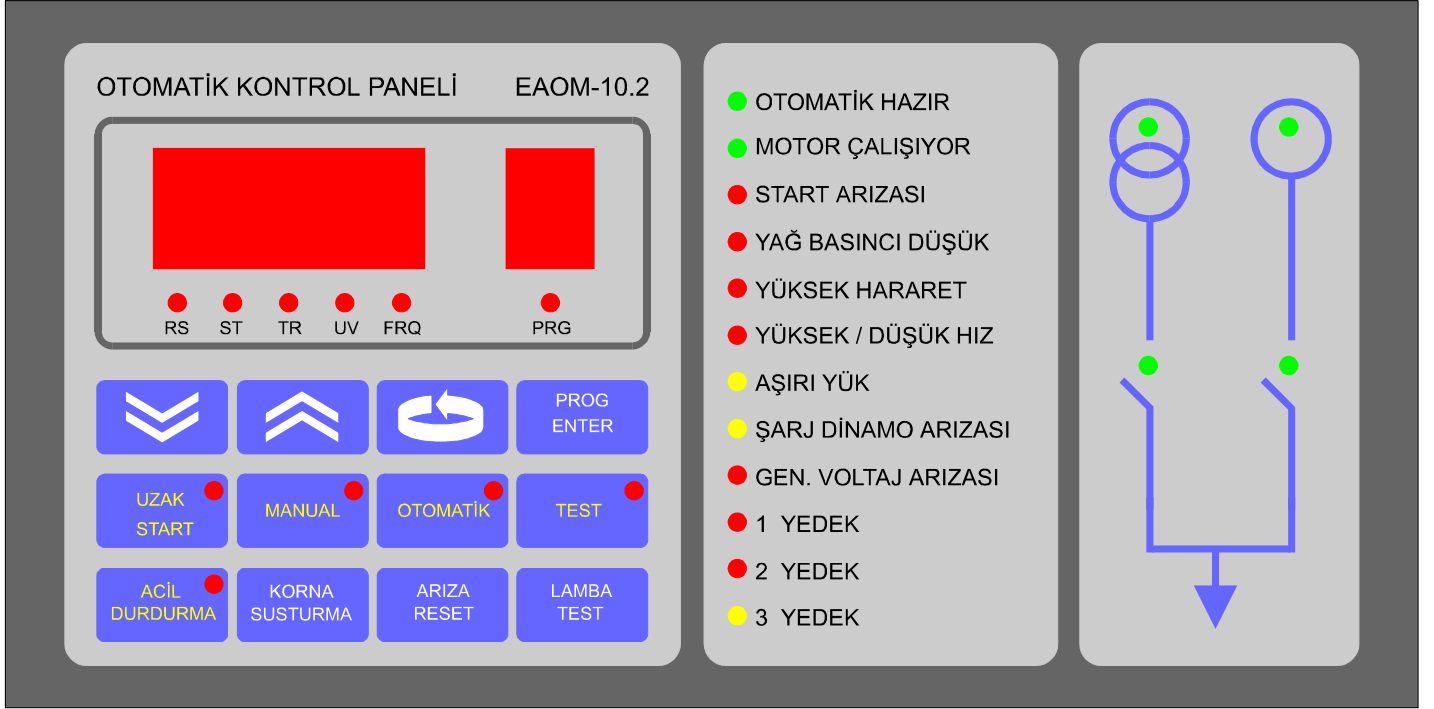 OTOMATİK KONTROL PANELİ EAOM-10.2
RS ST TR UV FRQ PRG
PROG
ENTER
UZAK
START
MANUAL
OTOMATİK
TEST
ACİL
DURDURMA
KORNA
SUSTURMA
ARIZA
RESET
LAMBA
TEST
OTOMATİK HAZIR
MOTOR ÇALIŞIYOR
START ARIZASI
YAĞ BASINCI DÜŞÜK
YÜKSEK HARARET
YÜKSEK / DÜŞÜK HIZ
AŞIRI YÜK
ŞARJ DİNAMO ARIZASI
GEN. VOLTAJ ARIZASI
1 YEDEK
2 YEDEK
3 YEDEK